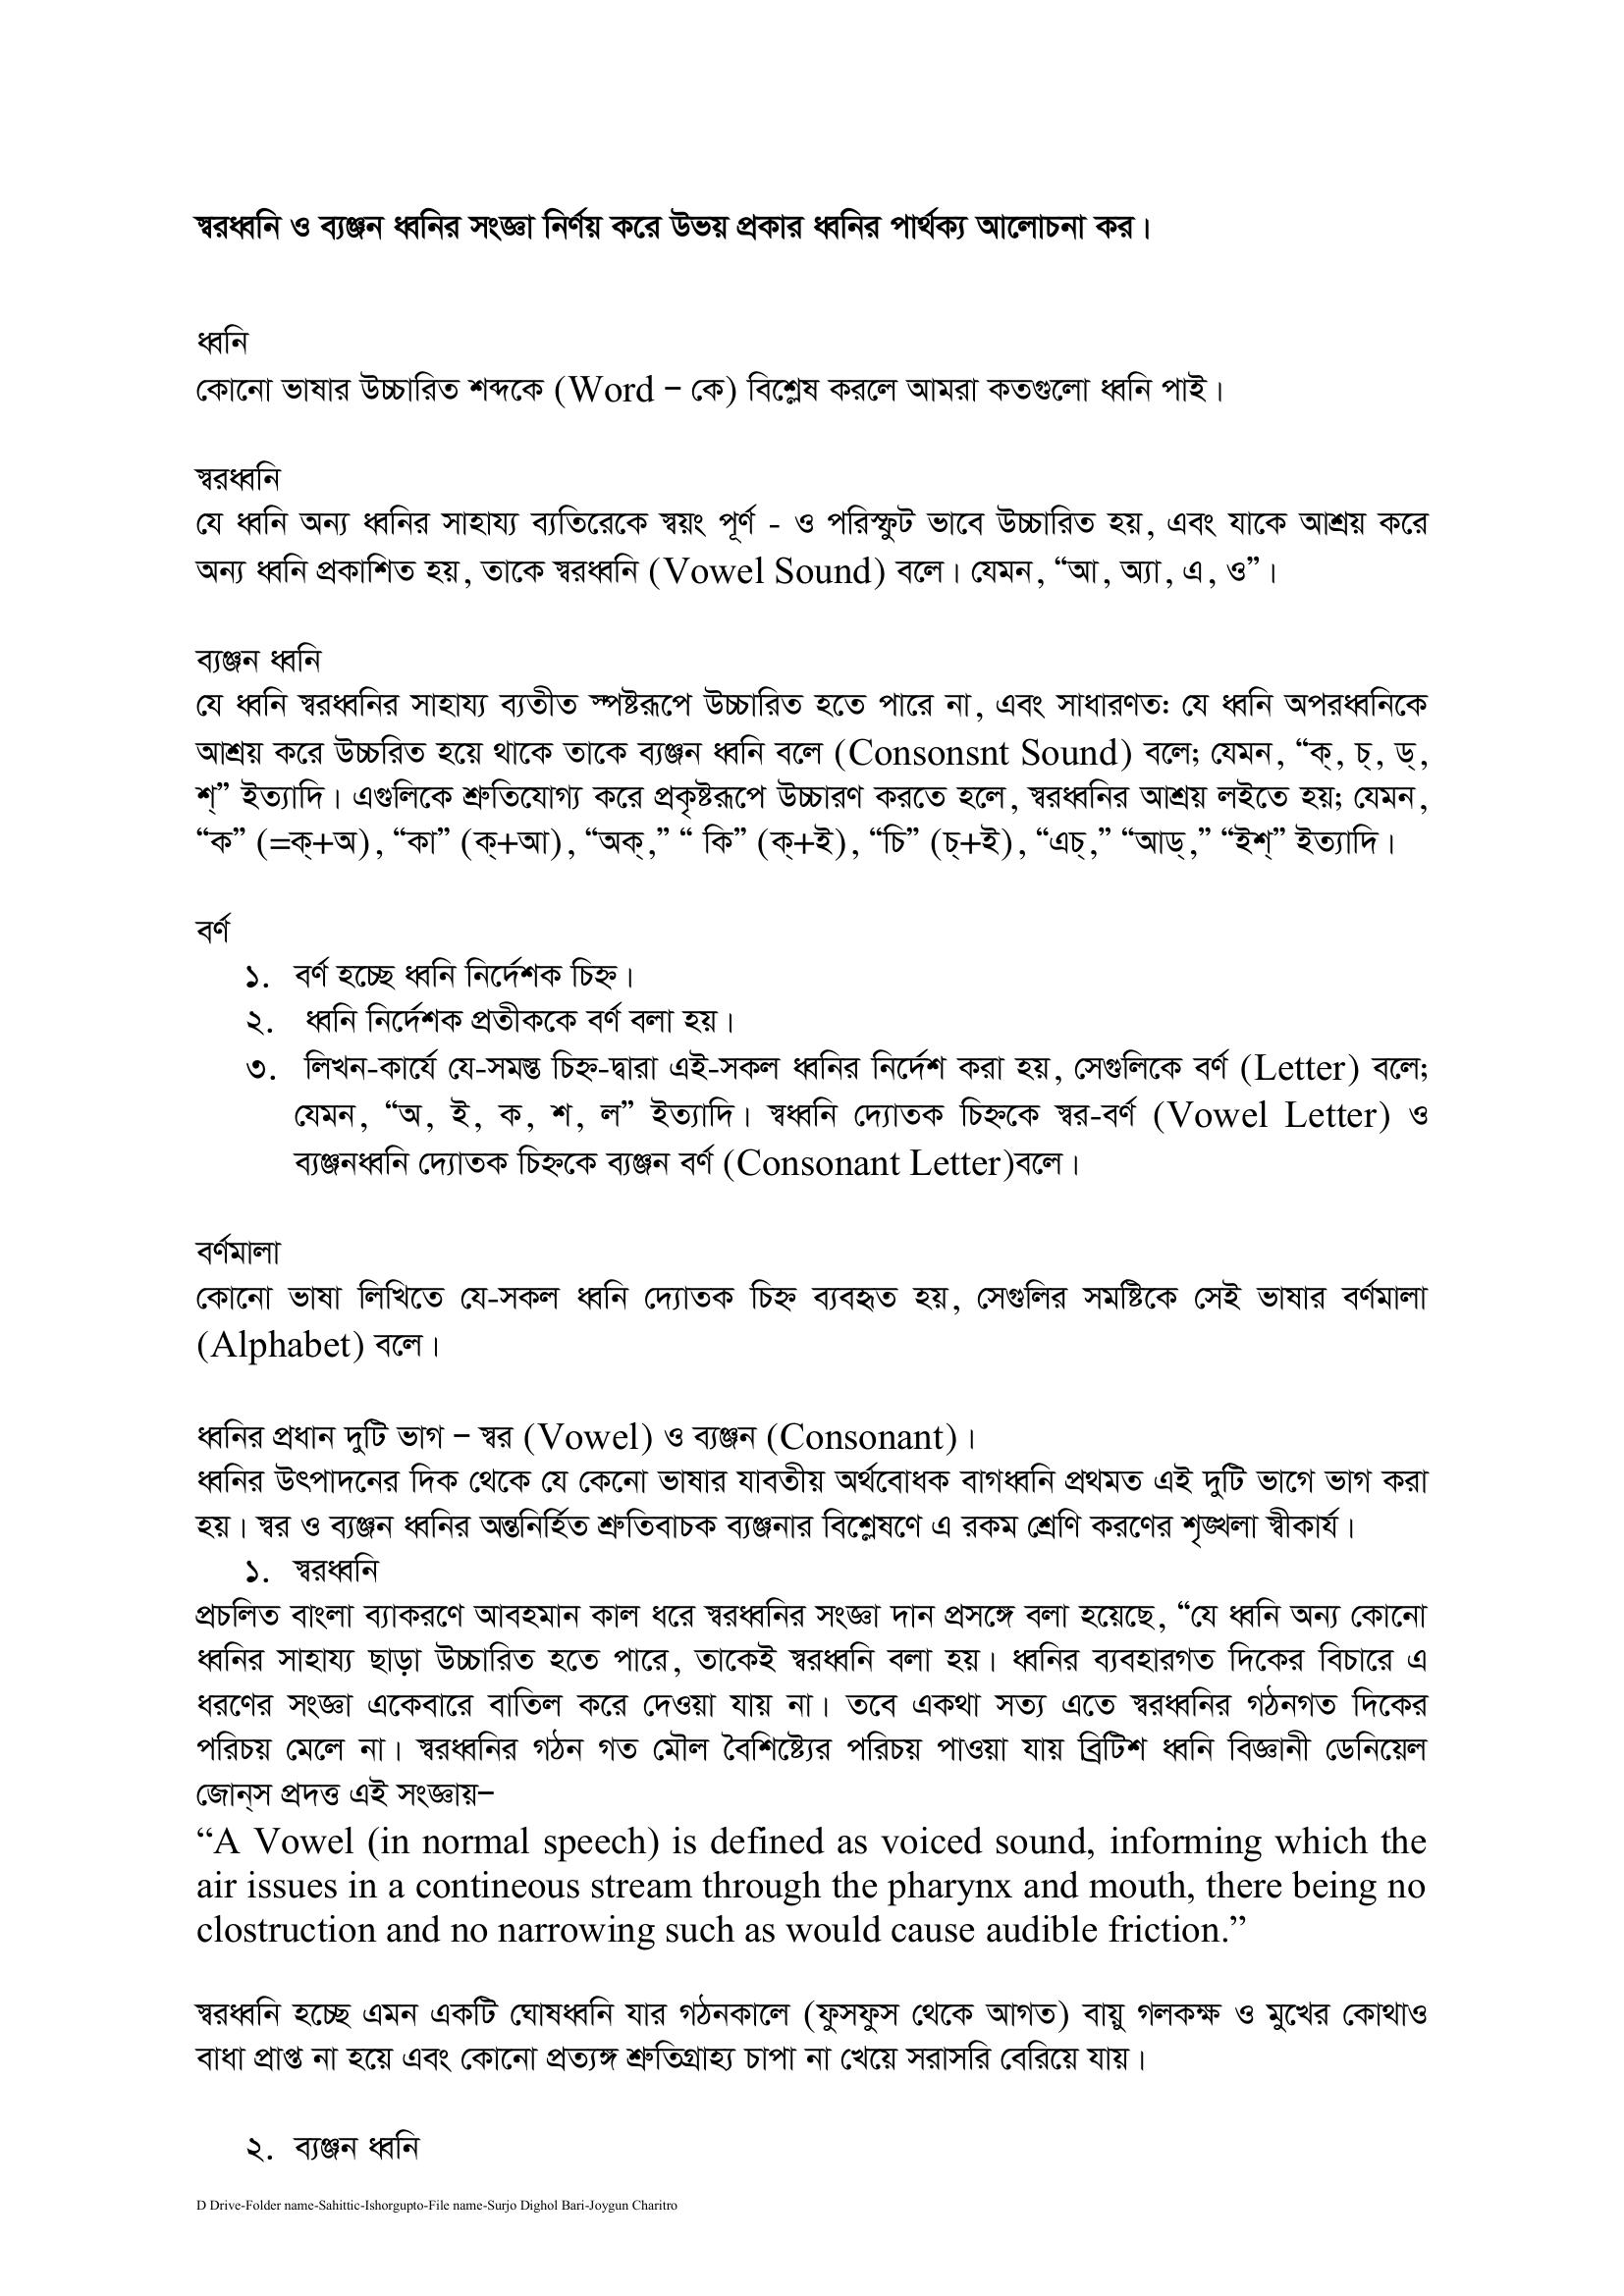 স্বরধ্বনি ও ব্যঞ্জন ধ্বনির সংজ্ঞা নির্ণয় করে উভয় প্রকার ধ্বনির পার্থক্য আলোচনা কর।
ধ্বনি
কোনো ভাষার উচ্চারিত শব্দকে (Word – কে) বিশ্লেষ করলে আমরা কতগুলো ধ্বনি পাই।
স্বরধ্বনি
যে ধ্বনি অন্য ধ্বনির সাহায্য ব্যতিরেকে স্বয়ং পূর্ণ - ও পরিস্ফুট ভাবে উচ্চারিত হয়, এবং যাকে আশ্রয় করে
অন্য ধ্বনি প্রকাশিত হয়, তাকে স্বরধ্বনি (Vowel Sound) বলে। যেমন, “আ, অ্যা, এ, ও”।
ব্যঞ্জন ধ্বনি
যে ধ্বনি স্বরধ্বনির সাহায্য ব্যতীত স্পষ্টরূপে উচ্চারিত হতে পারে না, এবং সাধারণতঃ যে ধ্বনি অপরধ্বনিকে
আশ্রয় করে উচ্চরিত হয়ে থাকে তাকে ব্যঞ্জন ধ্বনি বলে (Consonsnt Sound) বলে; যেমন, “ক্, চ্, ড্,
শ্” ইত্যাদি। এগুলিকে শ্রুতিযোগ্য করে প্রকৃষ্টরূপে উচ্চারণ করতে হলে, স্বরধ্বনির আশ্রয় লইতে হয়; যেমন,
“ক” (=ক্+অ), “কা” (ক্+আ), “অক্,” “ কি” (ক্+ই), “চি” (চ্+ই), “এচ্,” “আড্,” “ইশ্” ইত্যাদি।
বর্ণ
১. বর্ণ হচ্ছে ধ্বনি নির্দেশক চিহ্ন।
২. ধ্বনি নির্দেশক প্রতীককে বর্ণ বলা হয়।
৩. লিখন-কার্যে যে-সমস্ত চিহ্ন-দ্বারা এই-সকল ধ্বনির নির্দেশ করা হয়, সেগুলিকে বর্ণ (Letter) বলে;
যেমন, “অ, ই, ক, শ, ল” ইত্যাদি। স্বধ্বনি দ্যোতক চিহ্নকে স্বর-বর্ণ (Vowel Letter) ও
ব্যঞ্জনধ্বনি দ্যোতক চিহ্নকে ব্যঞ্জন বর্ণ (Consonant Letter)বলে।
বর্ণমালা
কোনো ভাষা লিখিতে যে-সকল ধ্বনি দ্যোতক চিহ্ন ব্যবহৃত হয়, সেগুলির সমষ্টিকে সেই ভাষার বর্ণমালা
(Alphabet) বলে।
ধ্বনির প্রধান দুটি ভাগ – স্বর (Vowel) ও ব্যঞ্জন (Consonant)।
ধ্বনির উৎপাদনের দিক থেকে যে কেনো ভাষার যাবতীয় অর্থবোধক বাগধ্বনি প্রথমত এই দুটি ভাগে ভাগ করা
হয়। স্বর ও ব্যঞ্জন ধ্বনির অন্তনির্হিত শ্রুতিবাচক ব্যঞ্জনার বিশ্লেষণে এ রকম শ্রেণি করণের শৃঙ্খলা স্বীকার্য।
১. স্বরধ্বনি
প্রচলিত বাংলা ব্যাকরণে আবহমান কাল ধরে স্বরধ্বনির সংজ্ঞা দান প্রসঙ্গে বলা হয়েছে, “যে ধ্বনি অন্য কোনো
ধ্বনির সাহায্য ছাড়া উচ্চারিত হতে পারে, তাকেই স্বরধ্বনি বলা হয়। ধ্বনির ব্যবহারগত দিকের বিচারে এ
ধরণের সংজ্ঞা একেবারে বাতিল করে দেওয়া যায় না। তবে একথা সত্য এতে স্বরধ্বনির গঠনগত দিকের
পরিচয় মেলে না। স্বরধ্বনির গঠন গত মৌল বৈশিষ্ট্যের পরিচয় পাওয়া যায় ব্রিটিশ ধ্বনি বিজ্ঞানী ডেনিয়েল
জোন্স প্রদত্ত এই সংজ্ঞায়–
“A Vowel (in normal speech) is defined as voiced sound, informing which the
air issues in a contineous stream through the pharynx and mouth, there being no
clostruction and no narrowing such as would cause audible friction.”
স্বরধ্বনি হচ্ছে এমন একটি ঘোষধ্বনি যার গঠনকালে (ফুসফুস থেকে আগত) বায়ু গলকক্ষ ও মুখের কোথাও
বাধা প্রাপ্ত না হয়ে এবং কোনো প্রত্যঙ্গ শ্রুতিগ্রাহ্য চাপা না খেয়ে সরাসরি বেরিয়ে যায়।
২. ব্যঞ্জন ধ্বনি
D Drive-Folder name-Sahittic-Ishorgupto-File name-Surjo Dighol Bari-Joygun Charitro